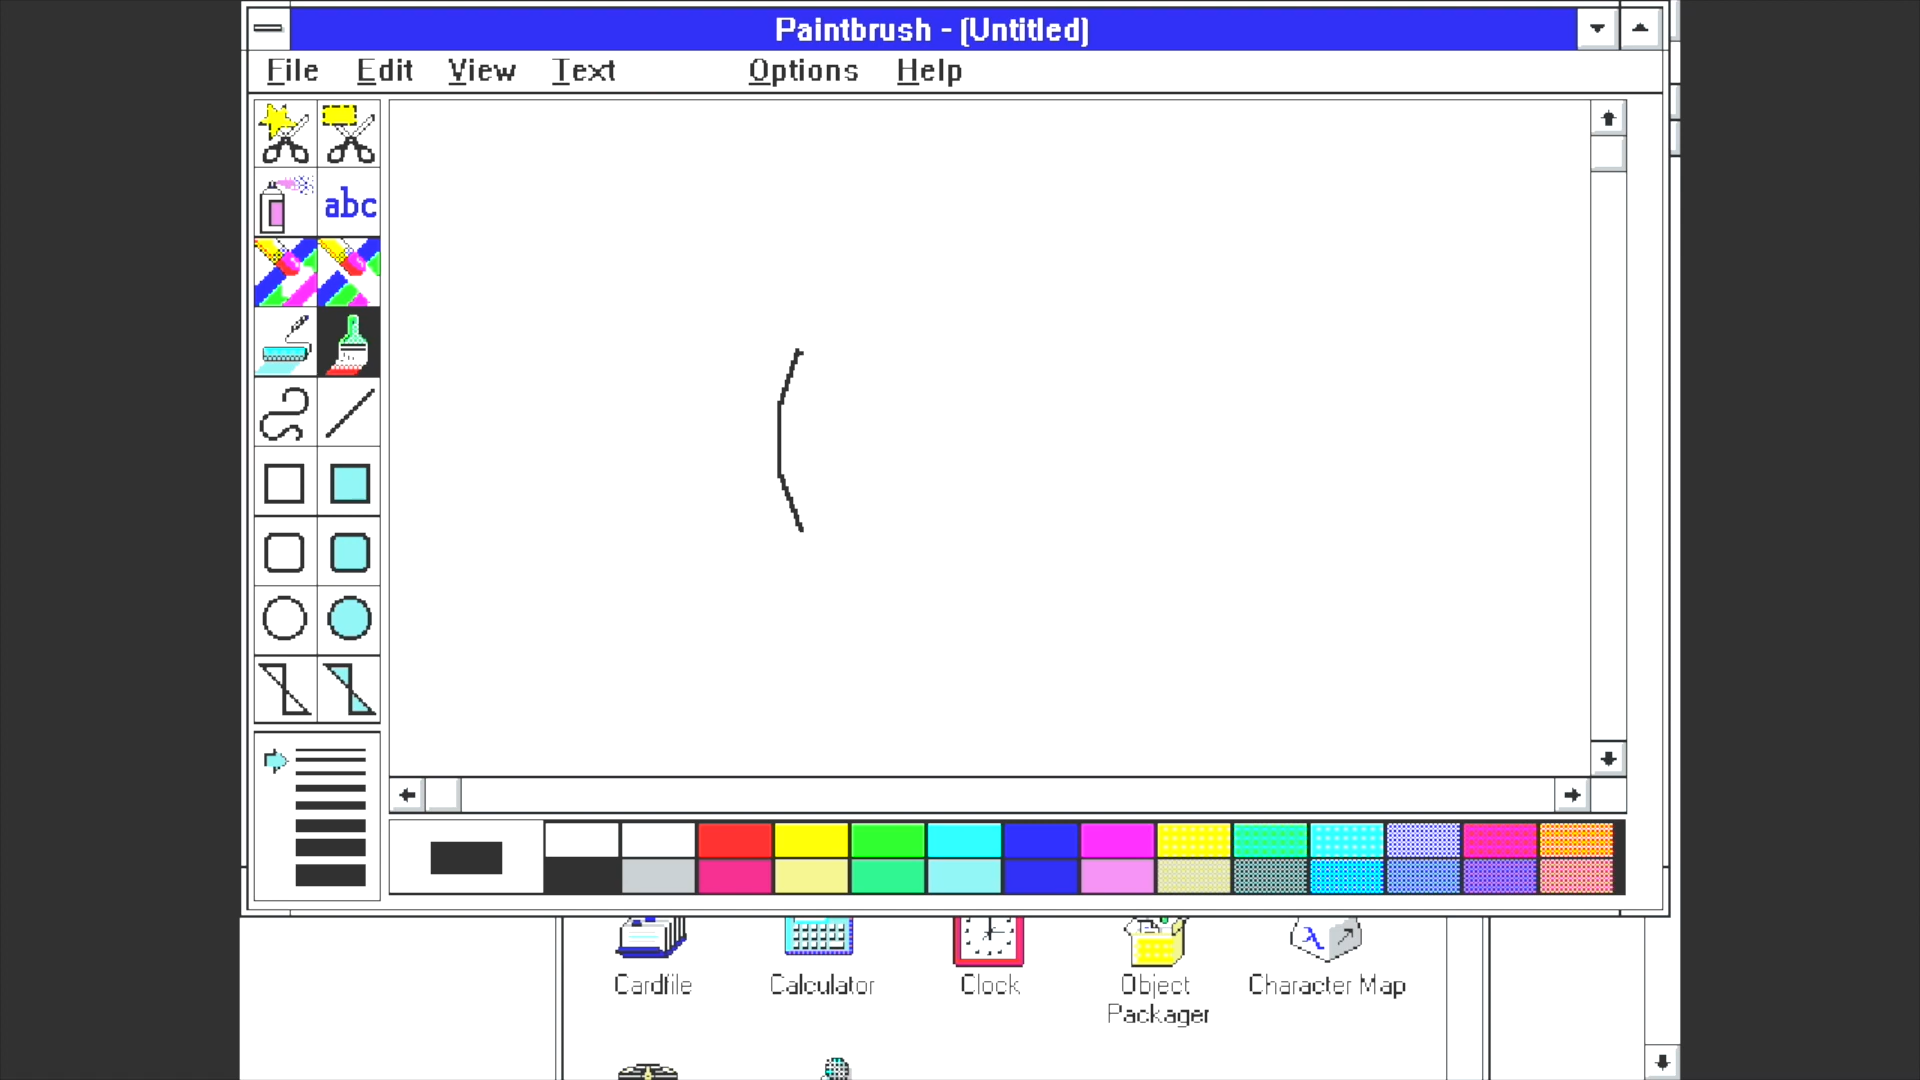 Paintbrush - (Untitled)
File Edit View Text Options Help
abc
Cardfile Calculator Clock Object Packager Character Map